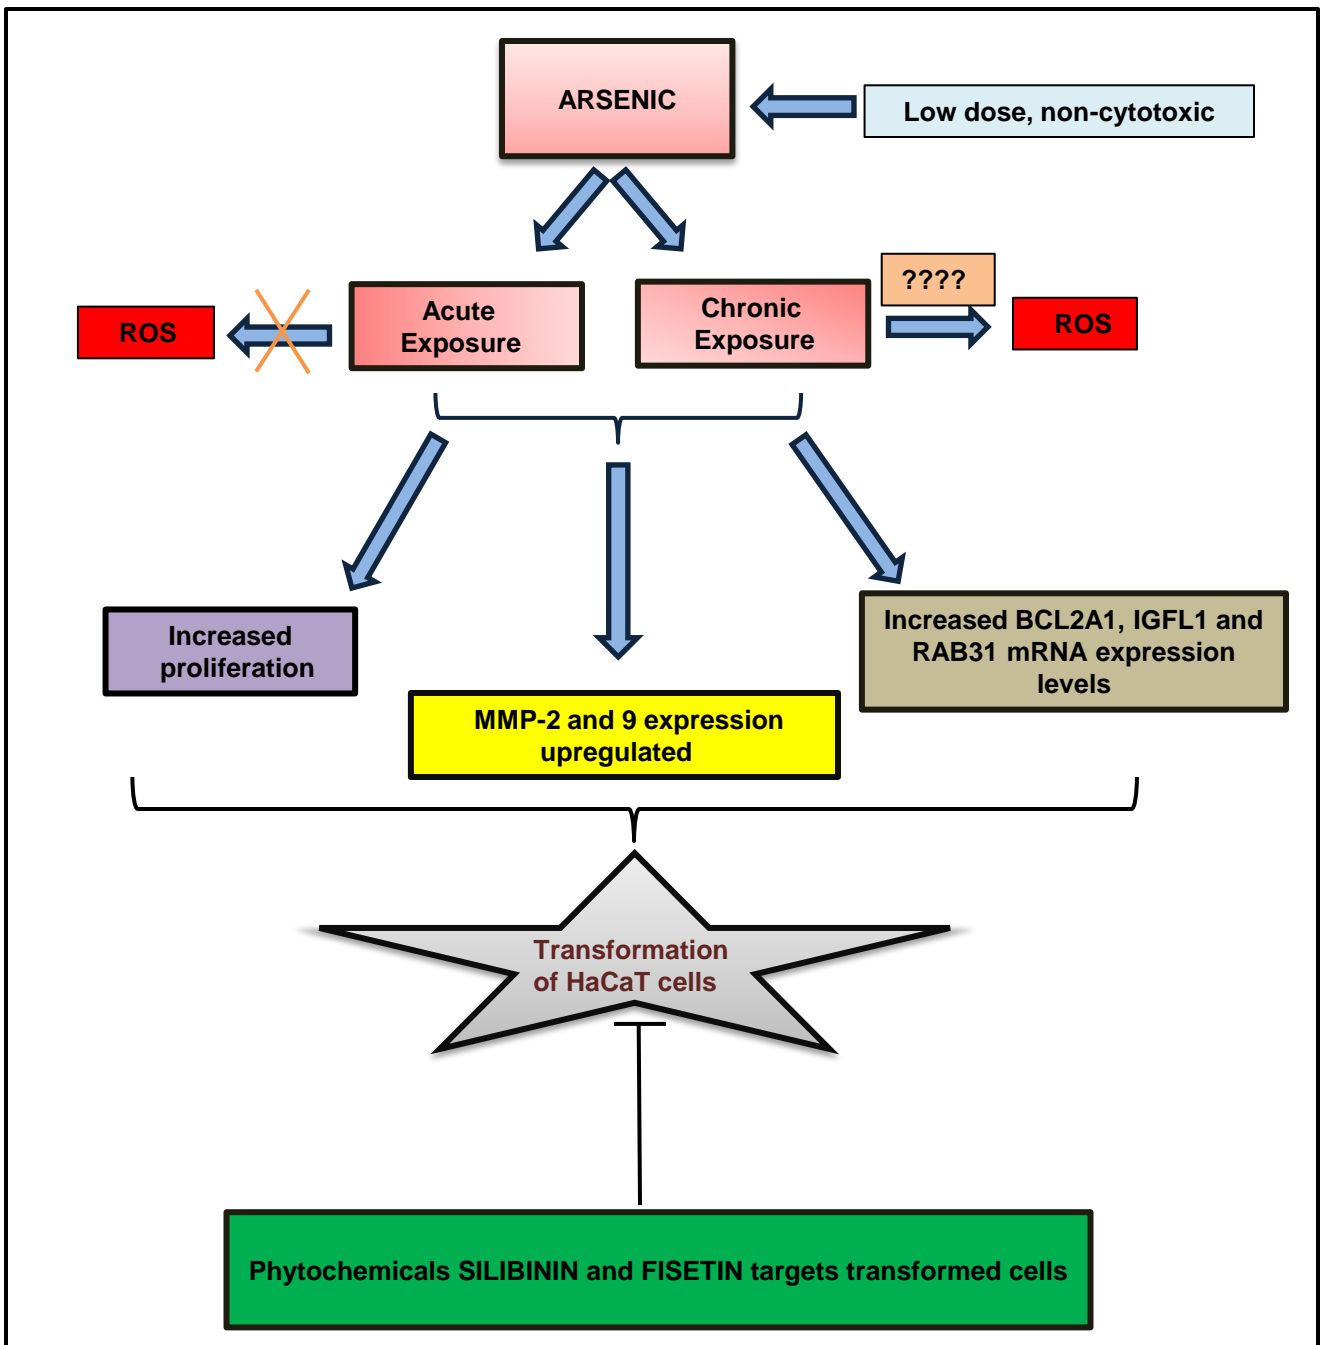 ARSENIC
Low dose, non-cytotoxic
????
ROS
Acute
Exposure
Chronic
Exposure
ROS
Increased
proliferation
MMP-2 and 9 expression
upregulated
Increased BCL2A1, IGFL1 and
RAB31 mRNA expression
levels
Transformation
of HaCaT cells
Phytochemicals SILIBININ and FISETIN targets transformed cells